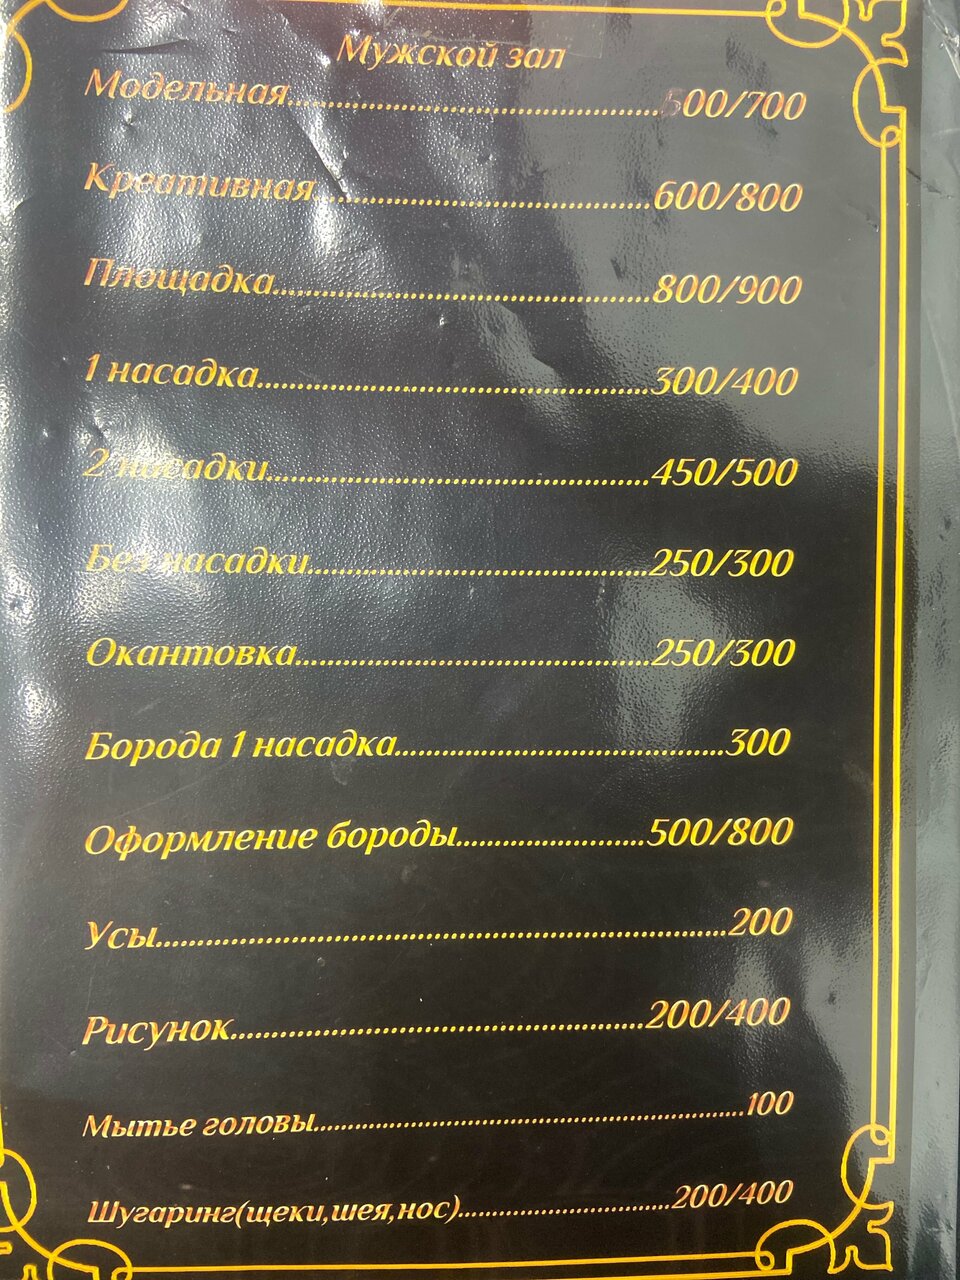 Мужской зал
Модельная...500/700
Креативная...600/800
Площадка...800/900
1 насадка...300/400
2 насадки...450/500
Без насадки...250/300
Окантовка...250/300
Борода 1 насадка...300
Оформление бороды...500/800
Усы...200
Рисунок...200/400
Мытье головы...100
Шугаринг(щеки,шея,нос)...200/400